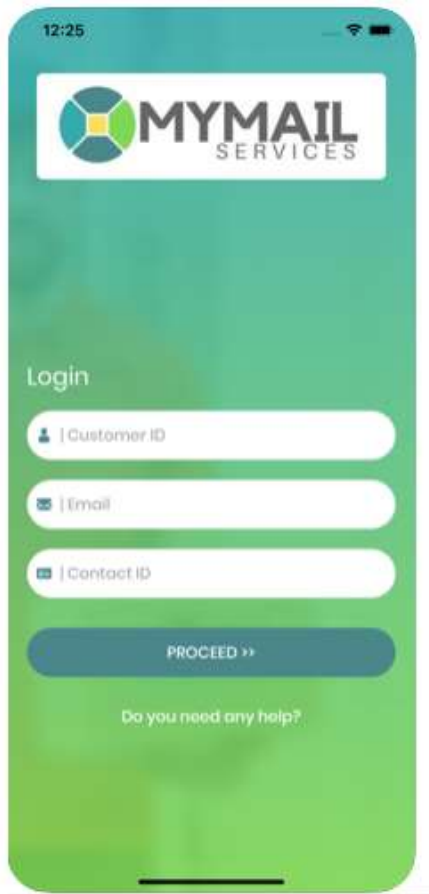 12:25
MYMAIL
SERVICES
Login
| Customer ID
| Email
| Contact ID
PROCEED >>
Do you need any help?